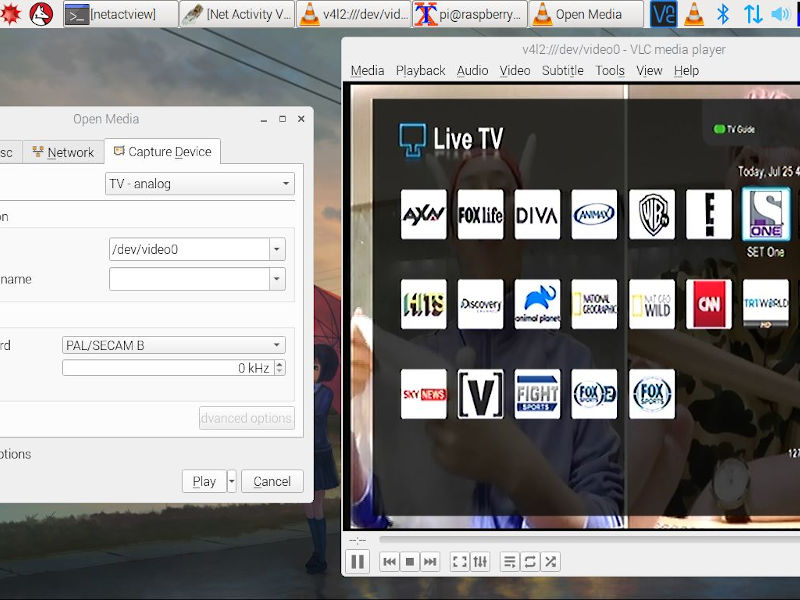 [netactview]
[Net Activity V...
v4l2:///dev/vid...
pi@raspberry...
Open Media
V2
Open Media
sc
Network
Capture Device
TV - analog
on
/dev/video0
name
rd
PAL/SECAM B
0 kHz
dvanced options
ptions
Play
Cancel
v4l2:///dev/video0 - VLC media player
Media
Playback
Audio
Video
Subtitle
Tools
View
Help
Live TV
TV Guide
Today, Jul 25 4
AXN
FOX life
DIVA
ANIMAX
WB
E!
S ONE
SET One
HITS
Discovery
CHANNEL
animal planet
NATIONAL GEOGRAPHIC
NAT GEO WILD
CNN
TRT WORLD
HD
SKY NEWS
[V]
FIGHT SPORTS
FOX SPORTS
FOX SPORTS
127
--:--